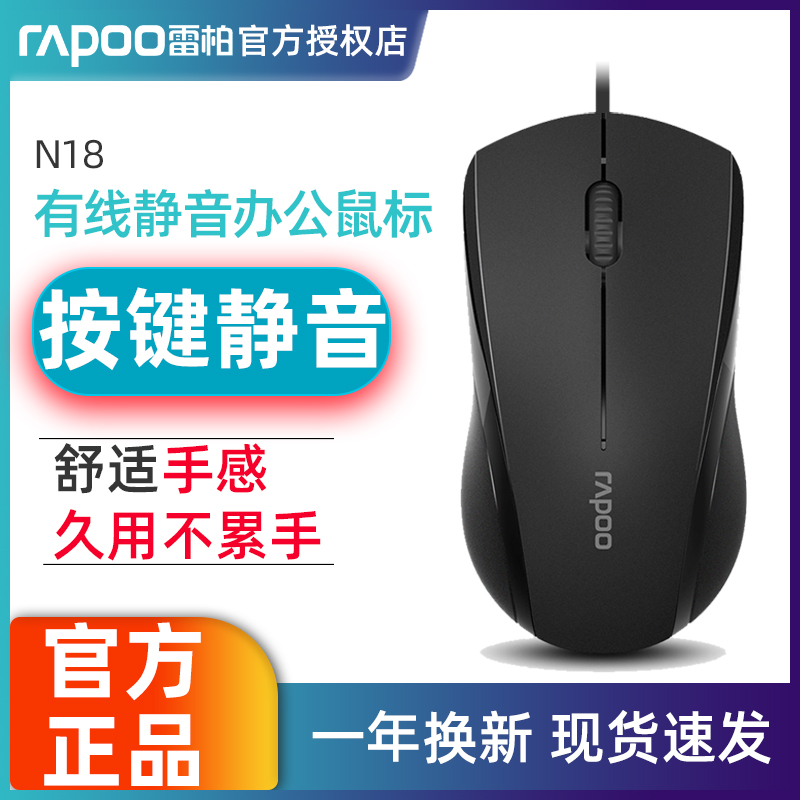 rapoo雷柏官方授权店
N18
有线静音办公鼠标
按键静音
舒适手感
久用不累手
rapoo
官方
正品
一年换新 现货速发